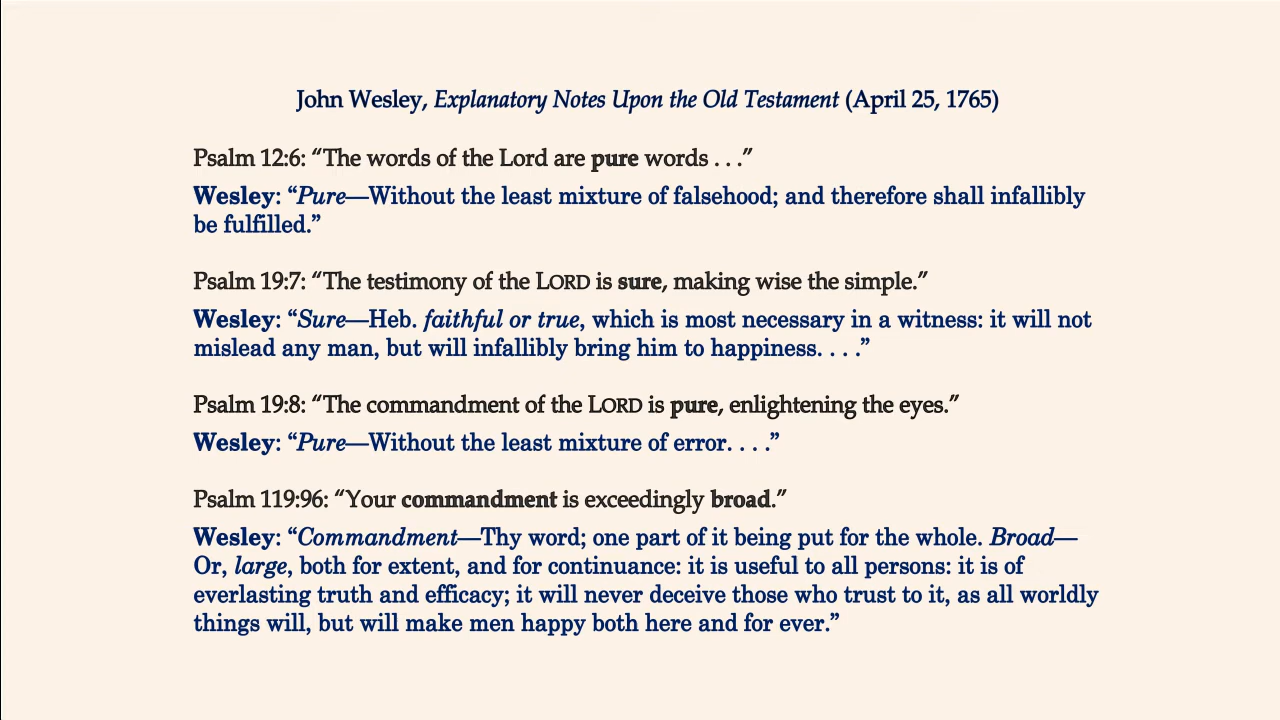 John Wesley, Explanatory Notes Upon the Old Testament (April 25, 1765)
Psalm 12:6: “The words of the Lord are pure words . . .”
Wesley: “Pure—Without the least mixture of falsehood; and therefore shall infallibly
be fulfilled.”
Psalm 19:7: “The testimony of the LORD is sure, making wise the simple.”
Wesley: “Sure—Heb. faithful or true, which is most necessary in a witness: it will not
mislead any man, but will infallibly bring him to happiness. . . .”
Psalm 19:8: “The commandment of the LORD is pure, enlightening the eyes.”
Wesley: “Pure—Without the least mixture of error. . . .”
Psalm 119:96: “Your commandment is exceedingly broad.”
Wesley: “Commandment—Thy word; one part of it being put for the whole. Broad—
Or, large, both for extent, and for continuance: it is useful to all persons: it is of
everlasting truth and efficacy; it will never deceive those who trust to it, as all worldly
things will, but will make men happy both here and for ever.”